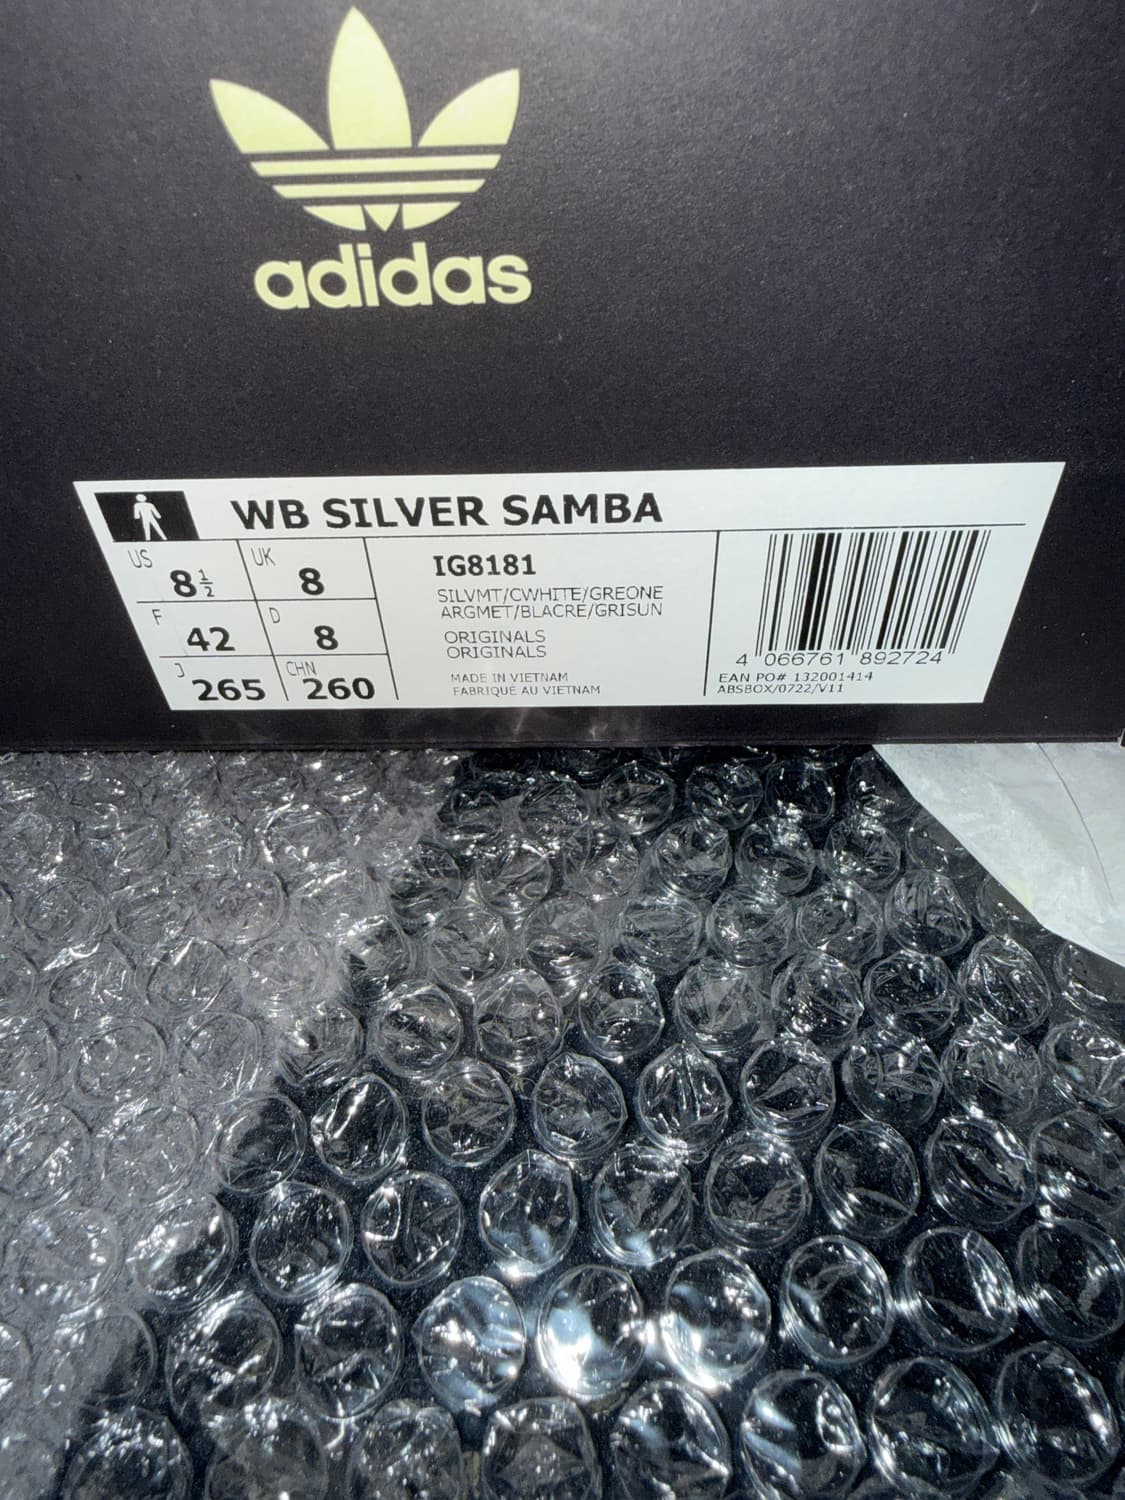 adidas
WB SILVER SAMBA
US 8½ UK 8
F 42 D 8
J 265 CHN 260
IG8181
SILVMT/CWHITE/GREONE
ARGMET/BLACRE/GRISUN
ORIGINALS
ORIGINALS
MADE IN VIETNAM
FABRIQUÉ AU VIETNAM
4 066761 892724
EAN PO# 132001414
ABSBOX/0722/V11